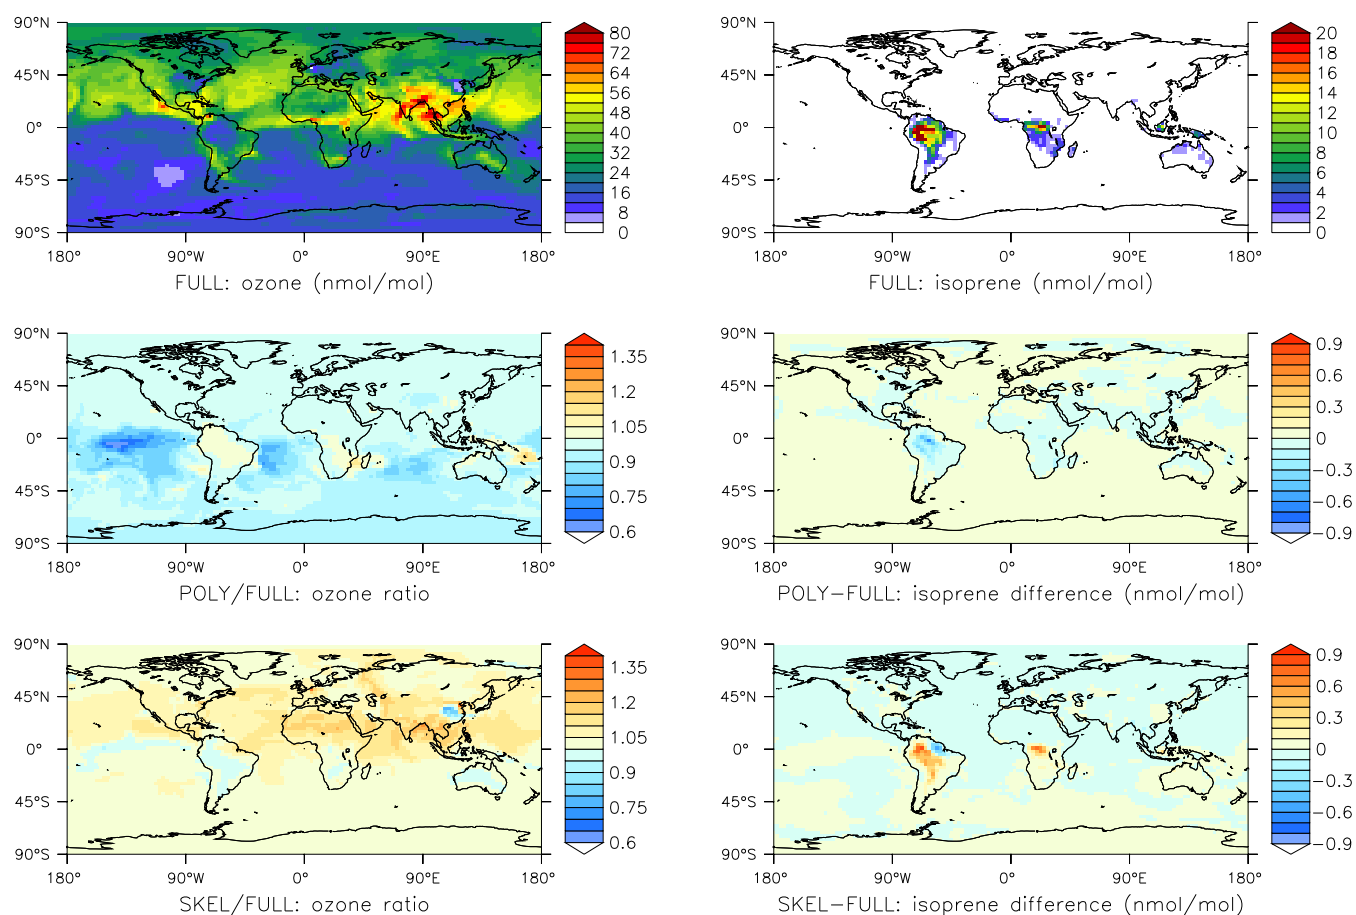 90°N
45°N
0°
45°S
90°S
180°
90°W
0°
90°E
180°
80
72
64
56
48
40
32
24
16
8
0
FULL: ozone (nmol/mol)
90°N
45°N
0°
45°S
90°S
180°
90°W
0°
90°E
180°
20
18
16
14
12
10
8
6
4
2
0
FULL: isoprene (nmol/mol)
90°N
45°N
0°
45°S
90°S
180°
90°W
0°
90°E
180°
1.35
1.2
1.05
0.9
0.75
0.6
POLY/FULL: ozone ratio
90°N
45°N
0°
45°S
90°S
180°
90°W
0°
90°E
180°
0.9
0.6
0.3
0
−0.3
−0.6
−0.9
POLY−FULL: isoprene difference (nmol/mol)
90°N
45°N
0°
45°S
90°S
180°
90°W
0°
90°E
180°
1.35
1.2
1.05
0.9
0.75
0.6
SKEL/FULL: ozone ratio
90°N
45°N
0°
45°S
90°S
180°
90°W
0°
90°E
180°
0.9
0.6
0.3
0
−0.3
−0.6
−0.9
SKEL−FULL: isoprene difference (nmol/mol)